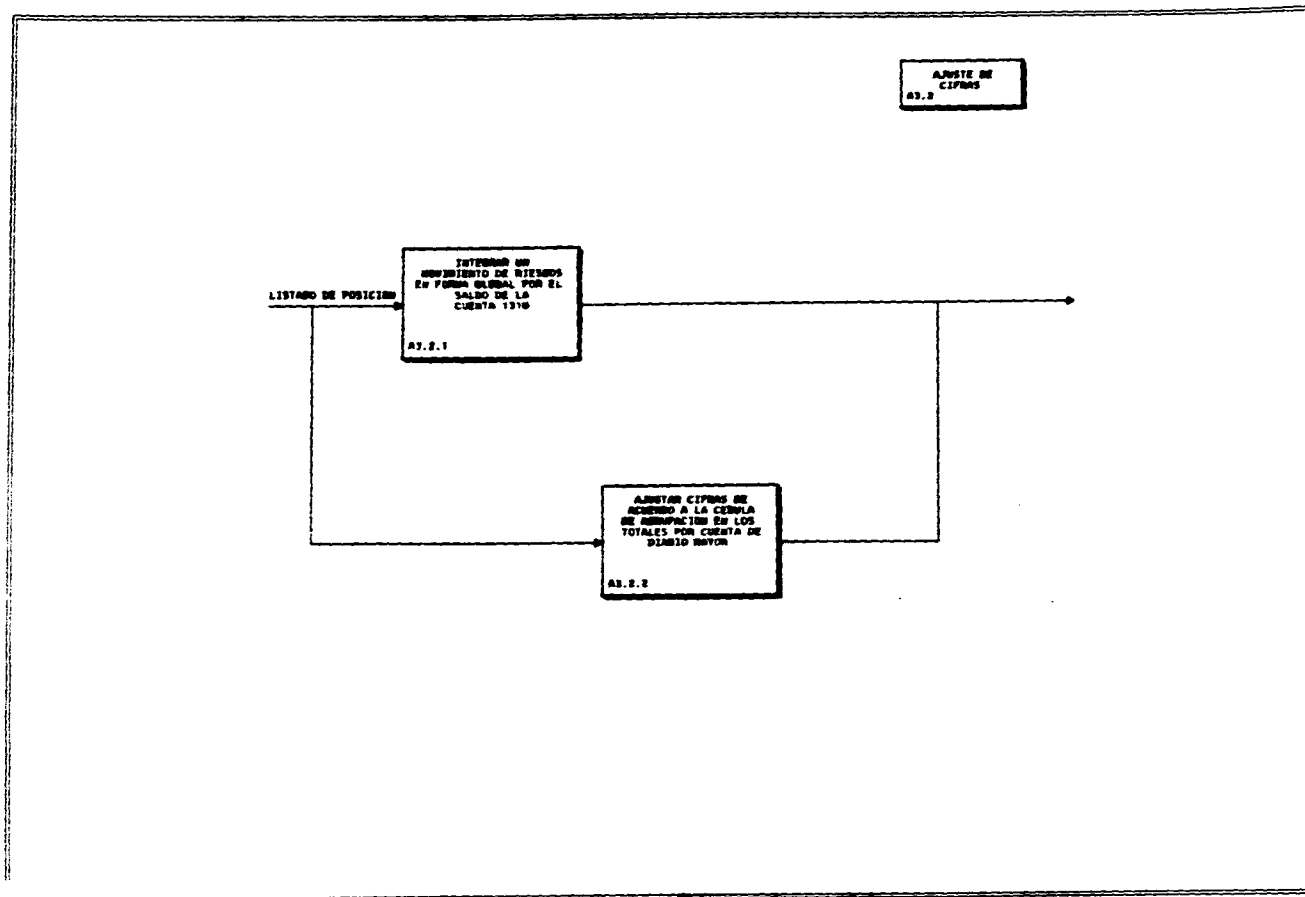 AJUSTE DE
CIFRAS
A3.2
INTEGRAR UN
MOVIMIENTO DE RIESGOS
EN FORMA GLOBAL POR EL
SALDO DE LA
CUENTA 1316
A3.2.1
LISTADO DE POSICION
AJUSTAR CIFRAS DE
ACUERDO A LA CEDULA
DE AGRUPACION EN LOS
TOTALES POR CUENTA DE
DIARIO MAYOR
A3.2.2